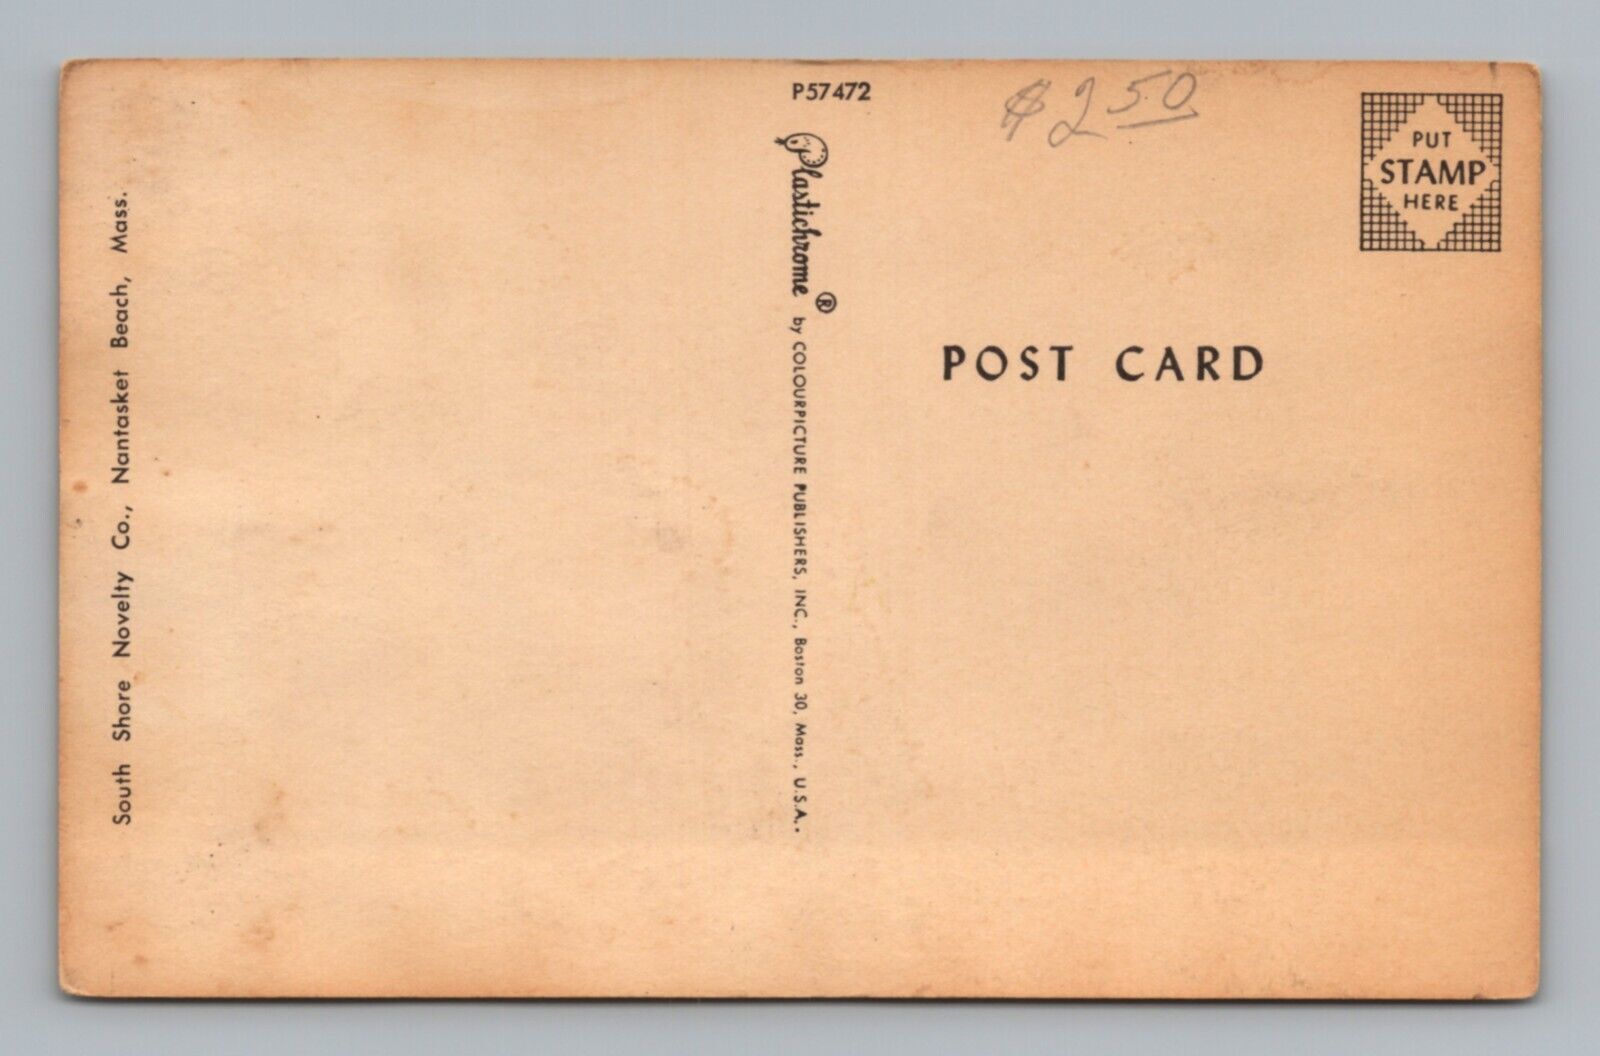 South Shore Novelty Co., Nantasket Beach, Mass.
P57472
Plastichrome ® by COLOURPICTURE PUBLISHERS, INC., Boston 30, Mass., U.S.A.
$ 2 50
PUT
STAMP
HERE
POST CARD